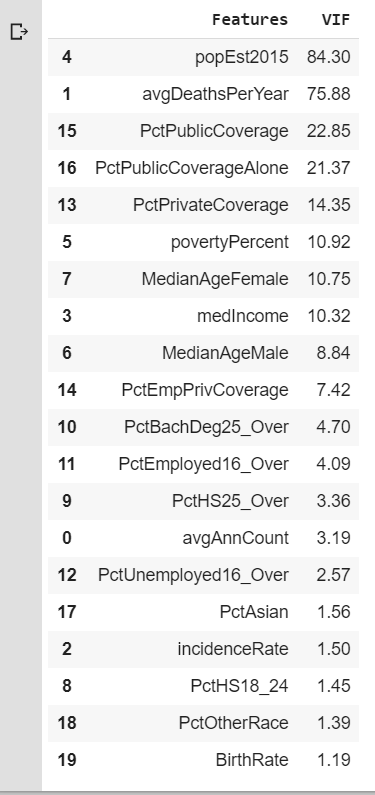 Features VIF
4 popEst2015 84.30
1 avgDeathsPerYear 75.88
15 PctPublicCoverage 22.85
16 PctPublicCoverageAlone 21.37
13 PctPrivateCoverage 14.35
5 povertyPercent 10.92
7 MedianAgeFemale 10.75
3 medIncome 10.32
6 MedianAgeMale 8.84
14 PctEmpPrivCoverage 7.42
10 PctBachDeg25_Over 4.70
11 PctEmployed16_Over 4.09
9 PctHS25_Over 3.36
0 avgAnnCount 3.19
12 PctUnemployed16_Over 2.57
17 PctAsian 1.56
2 incidenceRate 1.50
8 PctHS18_24 1.45
18 PctOtherRace 1.39
19 BirthRate 1.19